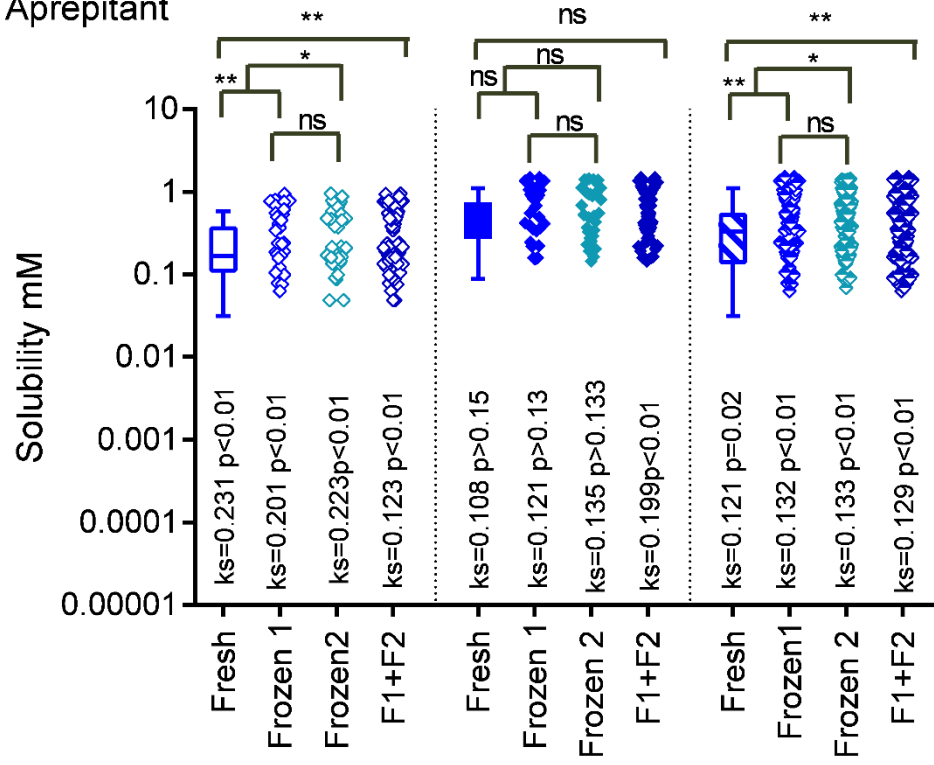 Aprepitant
** ns **
* ns *
** ns **
ns ns ns
10
1
0.1
0.01
0.001
0.0001
0.00001
Solubility mM
ks=0.231 p<0.01
ks=0.201 p<0.01
ks=0.223p<0.01
ks=0.123 p<0.01
ks=0.108 p>0.15
ks=0.121 p>0.13
ks=0.135 p>0.133
ks=0.199p<0.01
ks=0.121 p=0.02
ks=0.132 p<0.01
ks=0.133 p<0.01
ks=0.129 p<0.01
Fresh
Frozen 1
Frozen2
F1+F2
Fresh
Frozen 1
Frozen 2
F1+F2
Fresh
Frozen1
Frozen 2
F1+F2